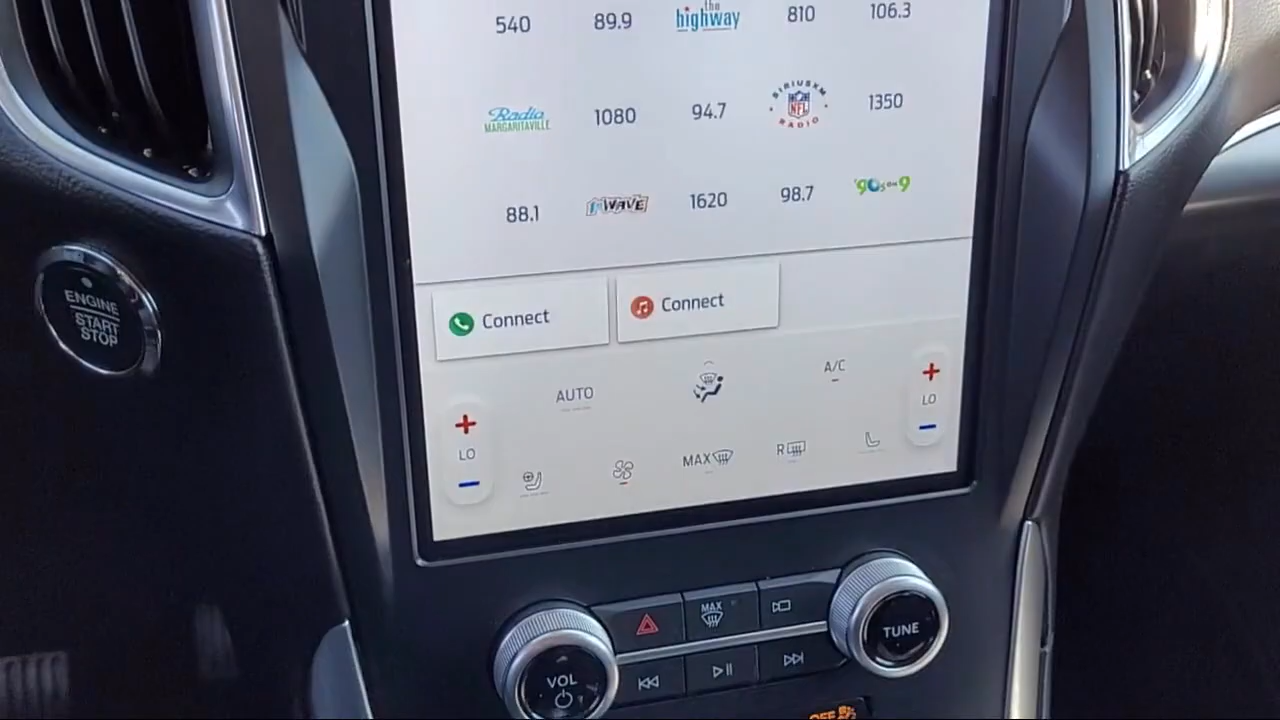 540 89.9 the highway 810 106.3
Radio MARGARITAVILLE 1080 94.7 SIRIUSXM NFL RADIO 1350
88.1 1st WAVE 1620 98.7 '90s ON 9
ENGINE
START
STOP
Connect Connect
AUTO A/C
+ LO - + LO -
MAX R
MAX
VOL TUNE
OFF